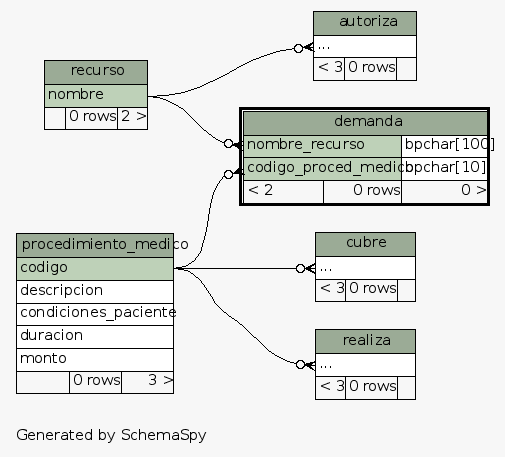 autoriza
...
< 3 0 rows
recurso
nombre
0 rows 2 >
demanda
nombre_recurso bpchar[100]
codigo_proced_medico bpchar[10]
< 2 0 rows 0 >
procedimiento_medico
codigo
descripcion
condiciones_paciente
duracion
monto
0 rows 3 >
cubre
...
< 3 0 rows
realiza
...
< 3 0 rows
Generated by SchemaSpy